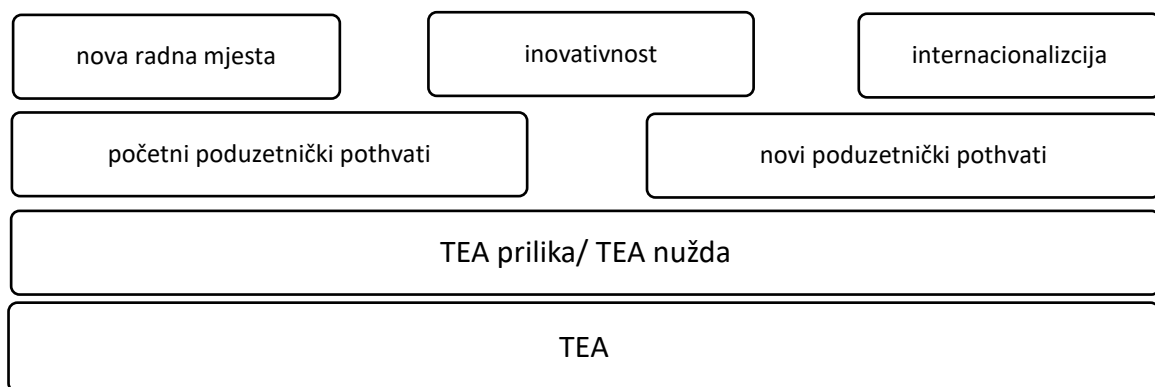 nova radna mjesta
inovativnost
internacionalizcija
početni poduzetnički pothvati
novi poduzetnički pothvati
TEA prilika/ TEA nužda
TEA